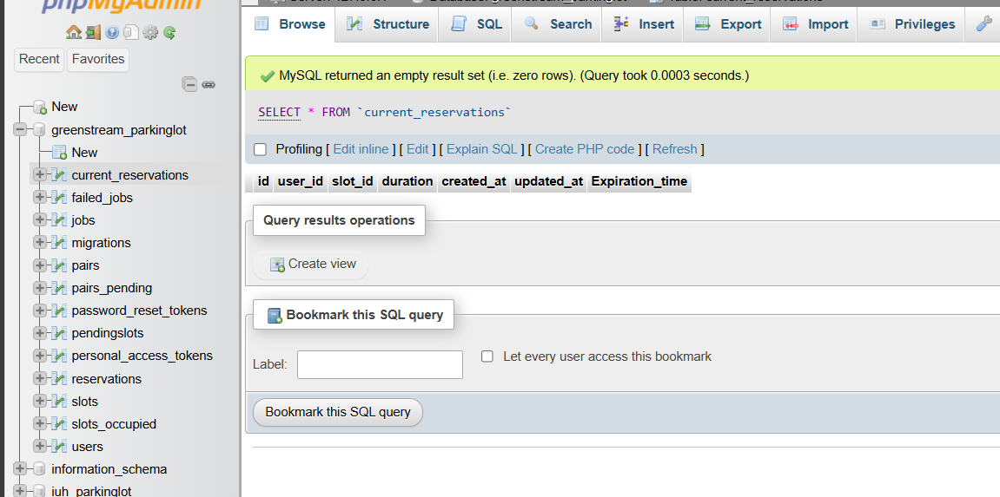 phpMyAdmin
Recent
Favorites
New
greenstream_parkinglot
New
current_reservations
failed_jobs
jobs
migrations
pairs
pairs_pending
password_reset_tokens
pendingslots
personal_access_tokens
reservations
slots
slots_occupied
users
information_schema
iuh_parkinglot
Browse Structure SQL Search Insert Export Import Privileges
MySQL returned an empty result set (i.e. zero rows). (Query took 0.0003 seconds.)
SELECT * FROM `current_reservations`
Profiling [ Edit inline ] [ Edit ] [ Explain SQL ] [ Create PHP code ] [ Refresh ]
id user_id slot_id duration created_at updated_at Expiration_time
Query results operations
Create view
Bookmark this SQL query
Label:
Let every user access this bookmark
Bookmark this SQL query